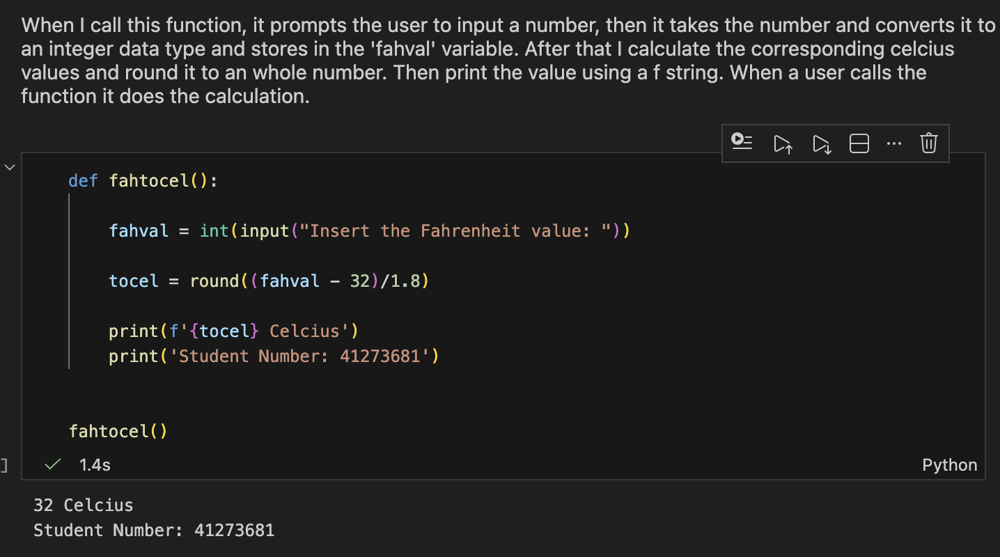 When I call this function, it prompts the user to input a number, then it takes the number and converts it to
an integer data type and stores in the 'fahval' variable. After that I calculate the corresponding celcius
values and round it to an whole number. Then print the value using a f string. When a user calls the
function it does the calculation.
def fahtocel():
fahval = int(input("Insert the Fahrenheit value: "))
tocel = round((fahval - 32)/1.8)
print(f'{tocel} Celcius')
print('Student Number: 41273681')
fahtocel()
] 1.4s Python
32 Celcius
Student Number: 41273681